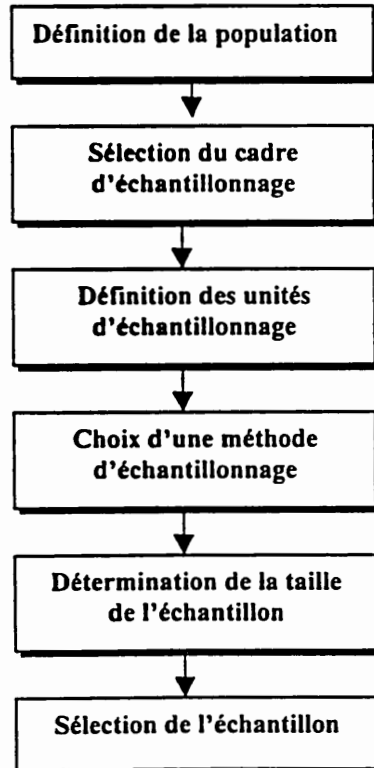 Définition de la population
Sélection du cadre
d'échantillonnage
Définition des unités
d'échantillonnage
Choix d'une méthode
d'échantillonnage
Détermination de la taille
de l'échantillon
Sélection de l'échantillon